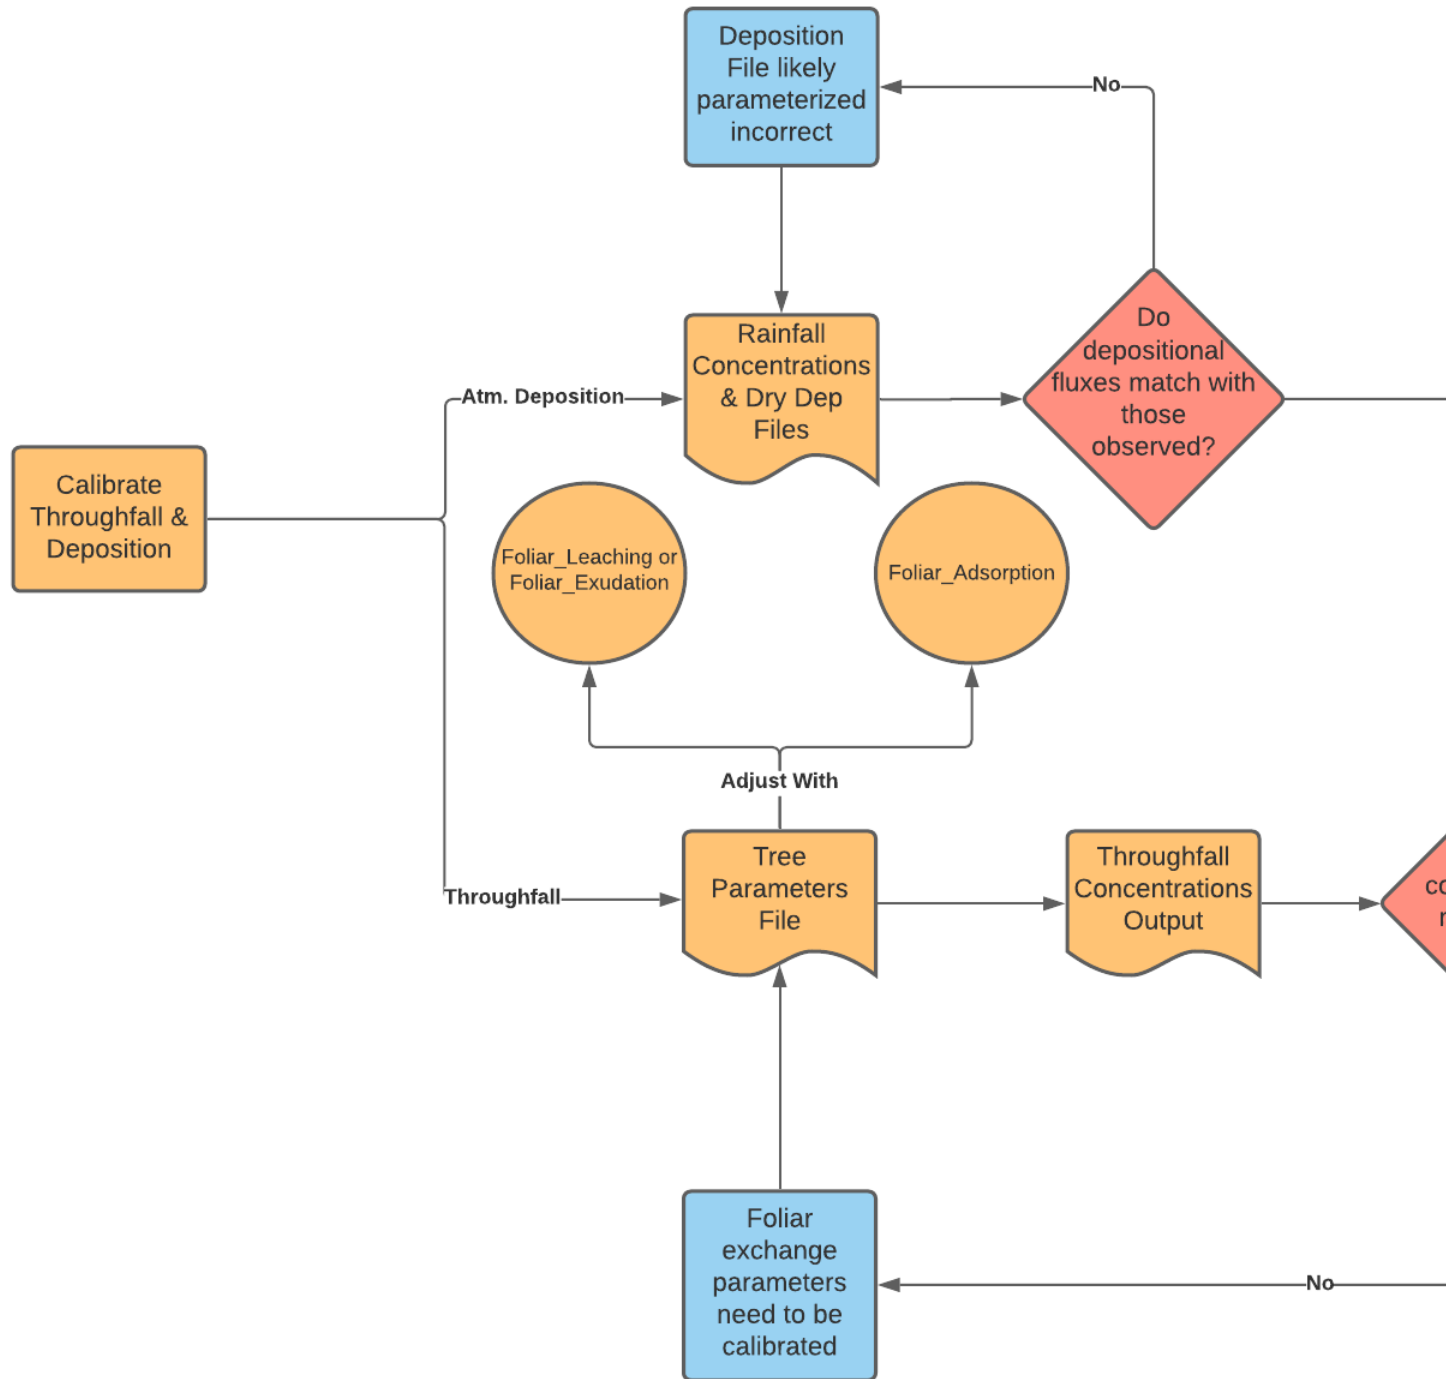 Deposition
File likely
parameterized
incorrect
No
Rainfall
Concentrations
& Dry Dep
Files
Do
depositional
fluxes match with
those
observed?
Atm. Deposition
Calibrate
Throughfall &
Deposition
Foliar_Leaching or
Foliar_Exudation
Foliar_Adsorption
Adjust With
Throughfall
Tree
Parameters
File
Throughfall
Concentrations
Output
Foliar
exchange
parameters
need to be
calibrated
No